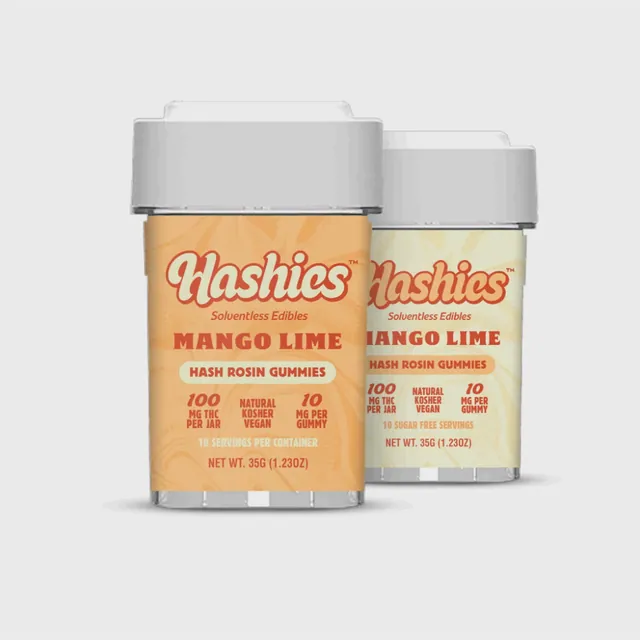 Hashies™
Solventless Edibles
MANGO LIME
HASH ROSIN GUMMIES
100
MG THC
PER JAR
NATURAL
KOSHER
VEGAN
10
MG PER
GUMMY
10 SERVINGS PER CONTAINER
NET WT. 35G (1.23OZ)
Hashies™
Solventless Edibles
MANGO LIME
HASH ROSIN GUMMIES
100
MG THC
PER JAR
NATURAL
KOSHER
VEGAN
10
MG PER
GUMMY
10 SUGAR FREE SERVINGS
NET WT. 35G (1.23OZ)